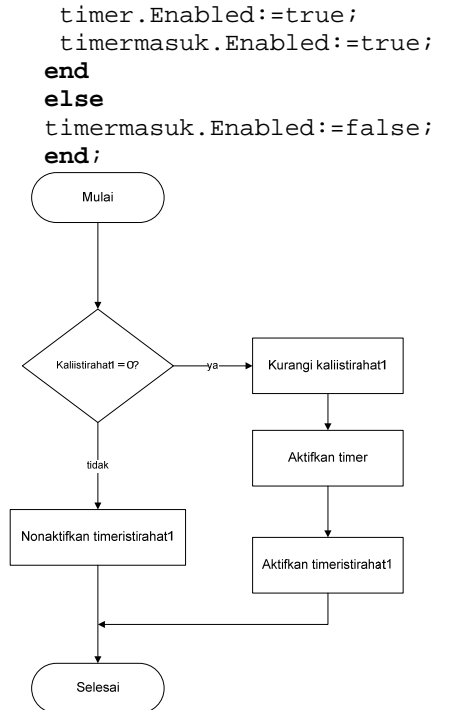 timer.Enabled:=true;
timermasuk.Enabled:=true;
end
else
timermasuk.Enabled:=false;
end;
Mulai
Kaliistirahat1 = 0?
ya
Kurangi kaliistirahat1
Aktifkan timer
tidak
Nonaktifkan timeristirahat1
Aktifkan timeristirahat1
Selesai